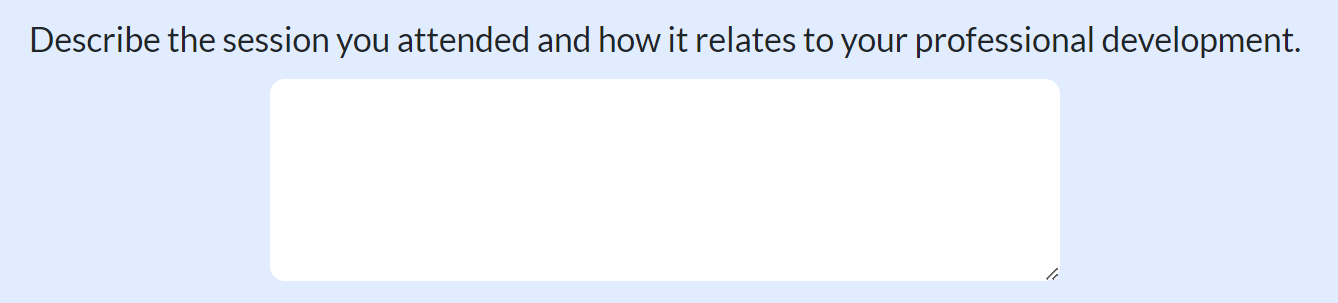 Describe the session you attended and how it relates to your professional development.